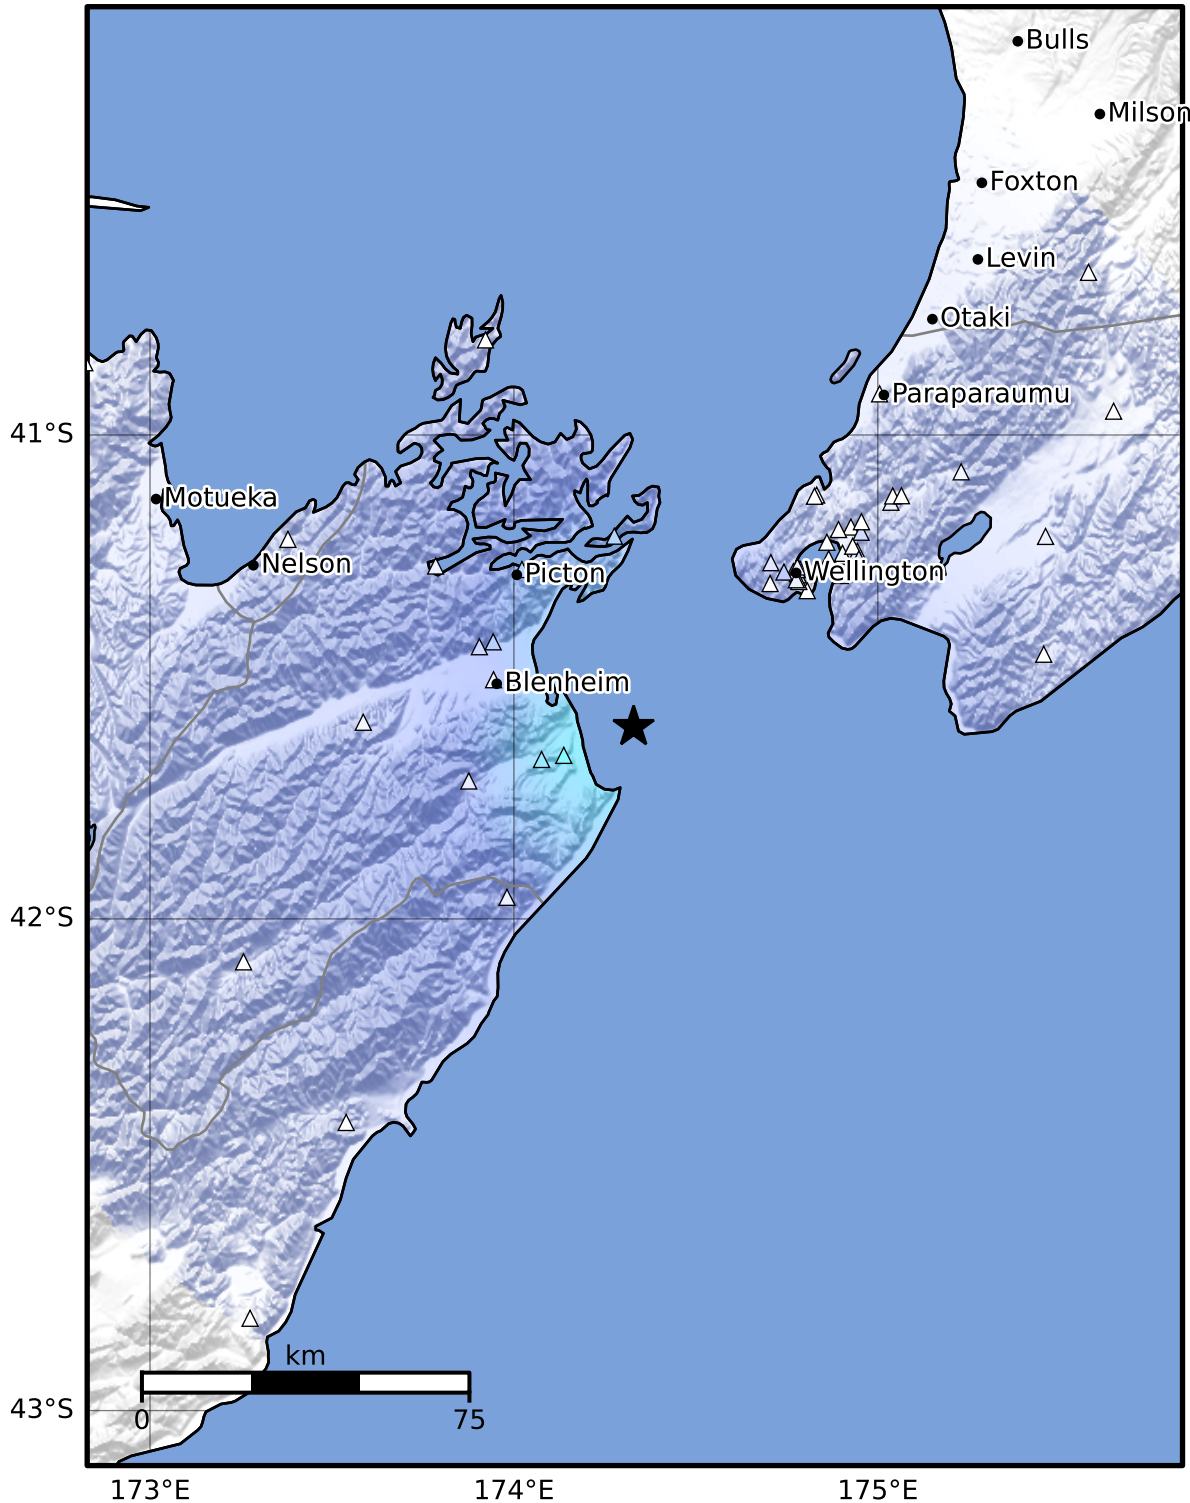 Bulls
Milson
Foxton
Levin
Otaki
Paraparaumu
41°S
Motueka
Nelson
Picton
Wellington
Blenheim
42°S
km
0
75
43°S
173°E
174°E
175°E